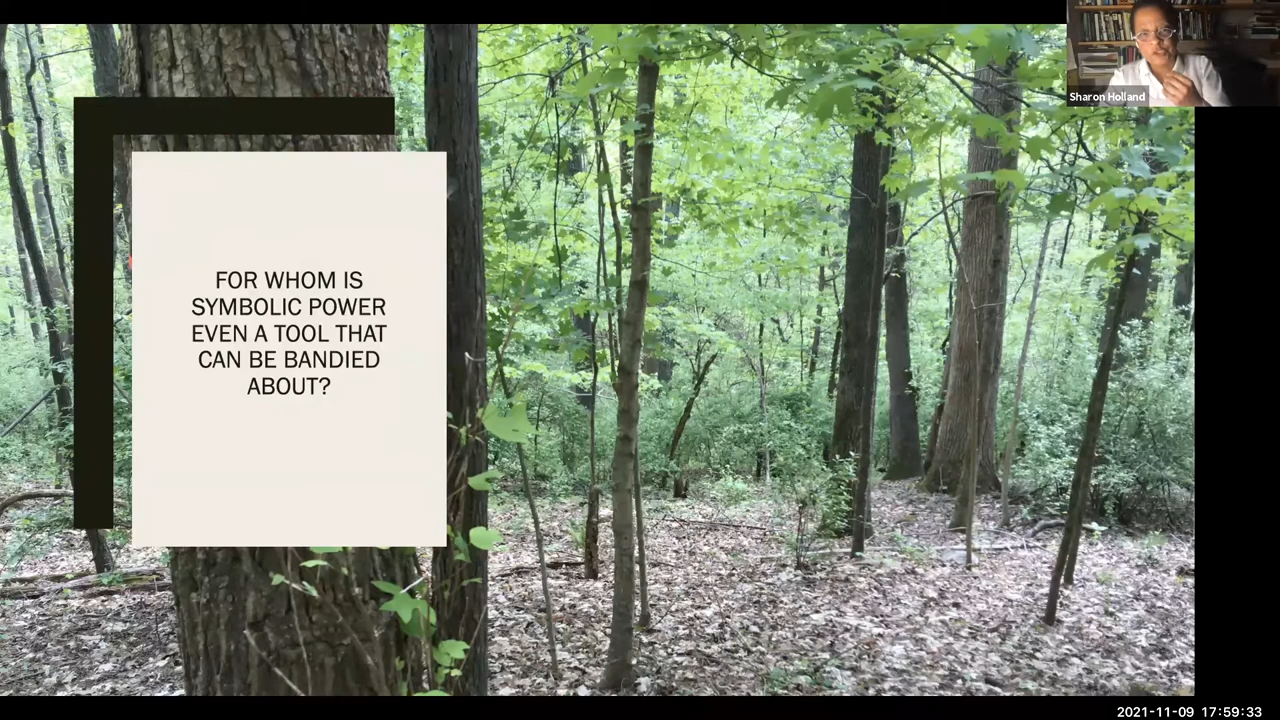 Sharon Holland
FOR WHOM IS
SYMBOLIC POWER
EVEN A TOOL THAT
CAN BE BANDIED
ABOUT?
2021-11-09 17:59:33